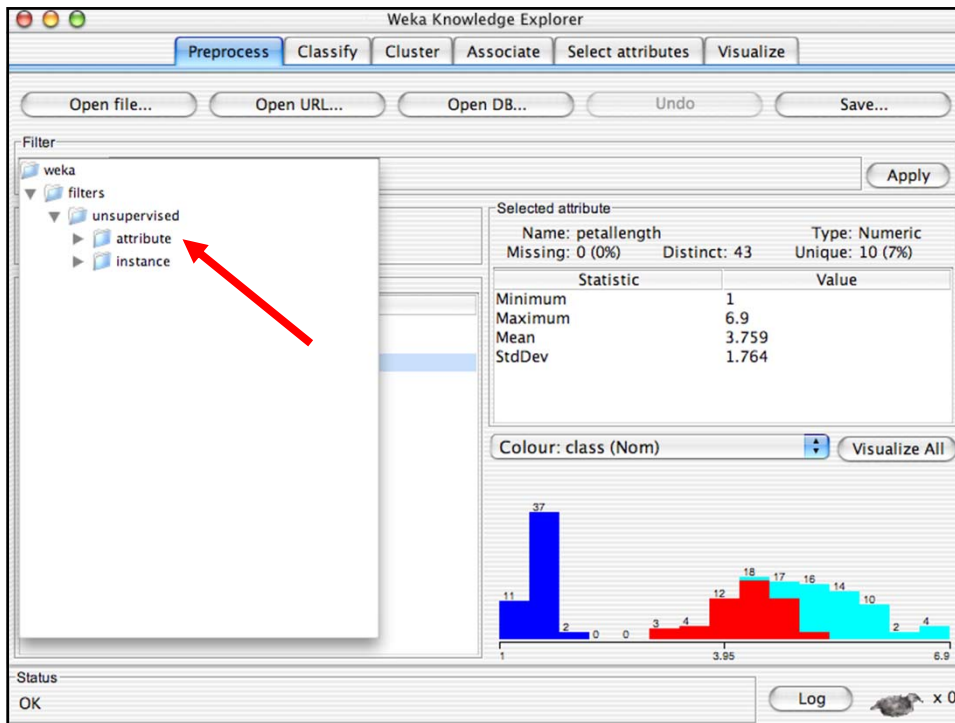 Weka Knowledge Explorer
Preprocess Classify Cluster Associate Select attributes Visualize
Open file... Open URL... Open DB... Undo Save...
Filter
weka
filters
unsupervised
attribute
instance
Apply
Selected attribute
Name: petallength Type: Numeric
Missing: 0 (0%) Distinct: 43 Unique: 10 (7%)
Statistic Value
Minimum 1
Maximum 6.9
Mean 3.759
StdDev 1.764
Colour: class (Nom) Visualize All
11 37 2 0 0 3 4 12 18 17 16 14 10 2 4
1 3.95 6.9
Status
OK
Log x 0